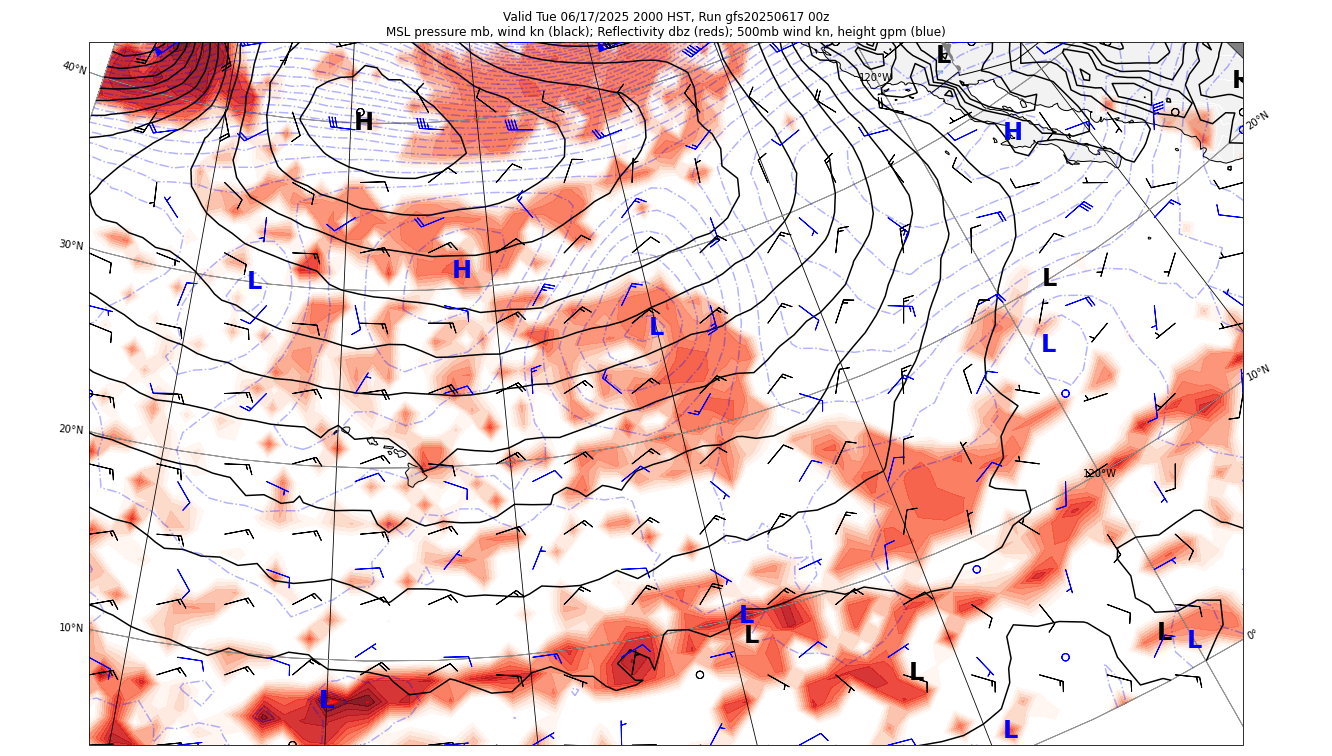 Valid Tue 06/17/2025 2000 HST, Run gfs20250617 00z
MSL pressure mb, wind kn (black); Reflectivity dbz (reds); 500mb wind kn, height gpm (blue)
L
120°W
40°N
H
H
H
20°N
30°N
H
L
L
L
L
10°N
20°N
120°W
10°N
L
L
L
L
0°
L
L
L